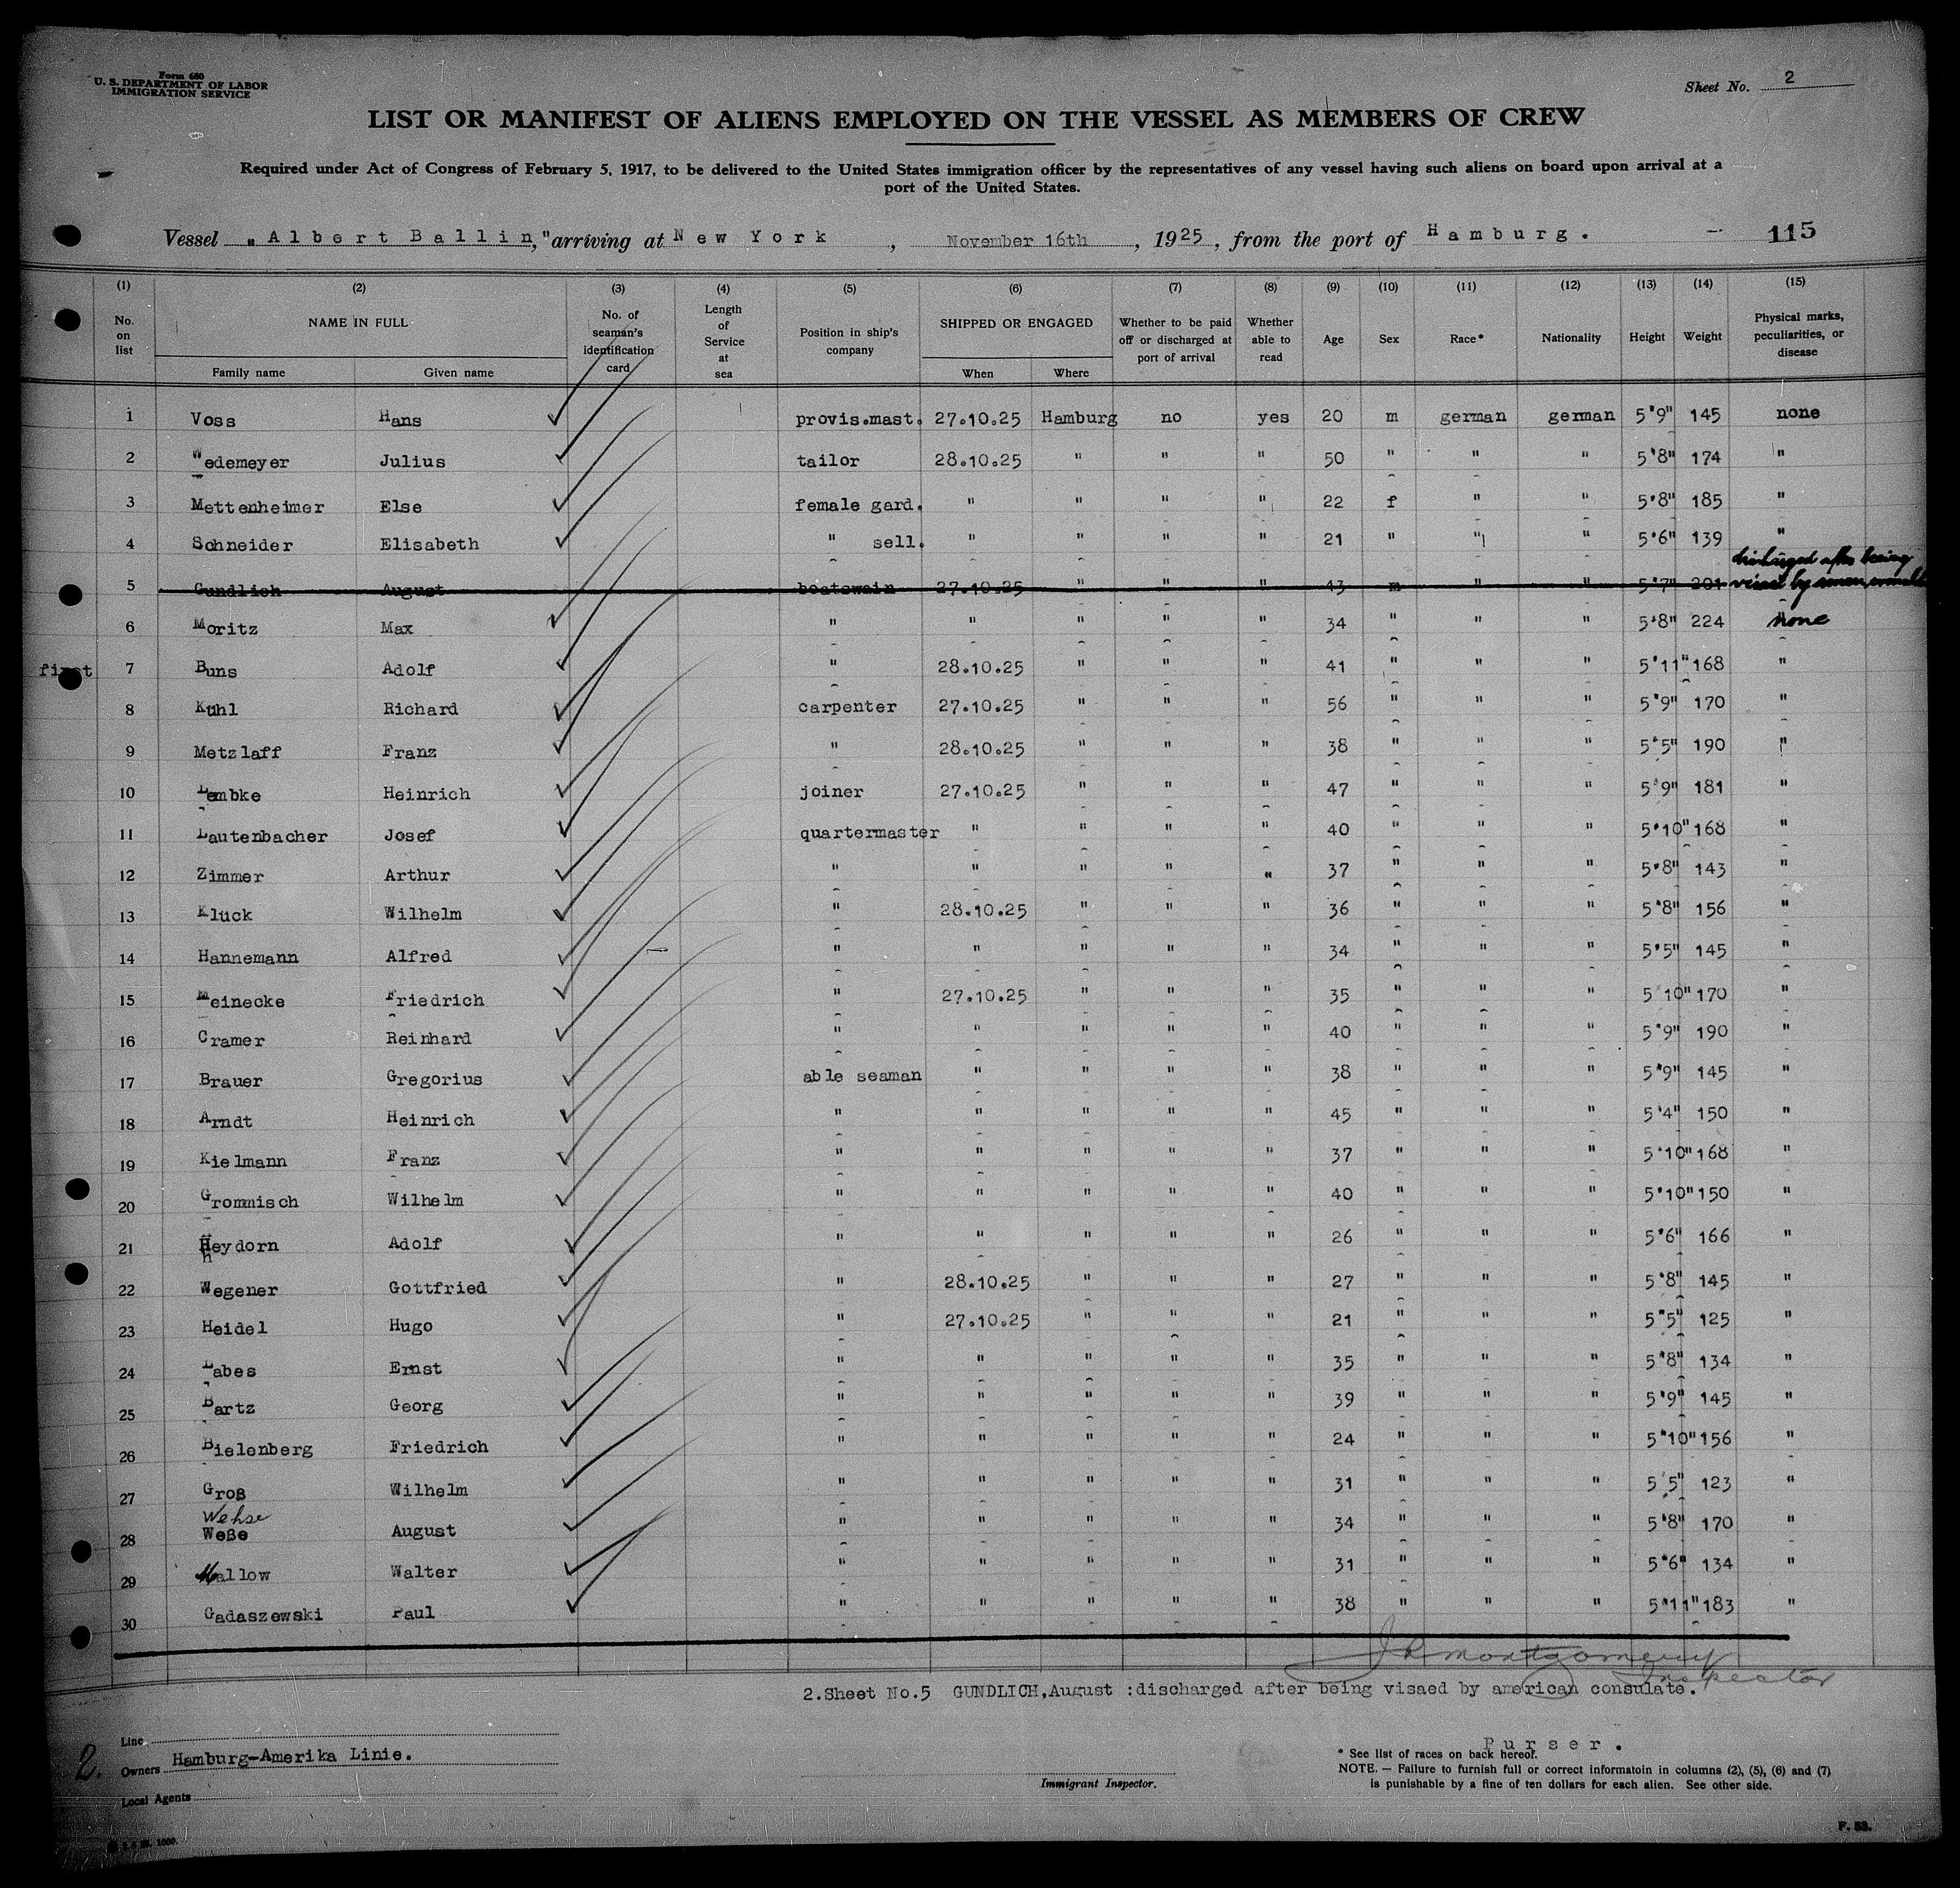 Form 680
U. S. DEPARTMENT OF LABOR
IMMIGRATION SERVICE
Sheet No. 2
LIST OR MANIFEST OF ALIENS EMPLOYED ON THE VESSEL AS MEMBERS OF CREW
Required under Act of Congress of February 5, 1917, to be delivered to the United States immigration officer by the representatives of any vessel having such aliens on board upon arrival at a
port of the United States.
Vessel "Albert Ballin," arriving at New York, November 16th, 1925, from the port of Hamburg. 115
(1) (2) (3) (4) (5) (6) (7) (8) (9) (10) (11) (12) (13) (14) (15)
No. on list NAME IN FULL Family name Given name No. of seaman's identification card Length of Service at sea Position in ship's company SHIPPED OR ENGAGED When Where Whether to be paid off or discharged at port of arrival Whether able to read Age Sex Race* Nationality Height Weight Physical marks, peculiarities, or disease
1 Voss Hans provis.mast. 27.10.25 Hamburg no yes 20 m german german 5'9" 145 none
2 Wedemeyer Julius tailor 28.10.25 " " " 50 " " " 5'8" 174 "
3 Mettenheimer Else female gard. " " " " 22 f " " 5'8" 185 "
4 Schneider Elisabeth " sell. " " " " 21 " " " 5'6" 139 "
discharged after being
5 Gundlich August boatswain 27.10.25 " " " 43 m " " 5'7" 201 visaed by amer. consulate
6 Moritz Max " " " " " 34 " " " 5'8" 224 none
first 7 Buns Adolf " 28.10.25 " " " 41 " " " 5'11" 168 "
8 Kühl Richard carpenter 27.10.25 " " " 56 " " " 5'9" 170 "
9 Metzlaff Franz " 28.10.25 " " " 38 " " " 5'5" 190 "
10 Lembke Heinrich joiner 27.10.25 " " " 47 " " " 5'9" 181 "
11 Lautenbacher Josef quartermaster " " " " 40 " " " 5'10" 168 "
12 Zimmer Arthur " " " " " 37 " " " 5'8" 143 "
13 Klück Wilhelm " 28.10.25 " " " 36 " " " 5'8" 156 "
14 Hannemann Alfred " " " " " 34 " " " 5'5" 145 "
15 Meinecke Friedrich " 27.10.25 " " " 35 " " " 5 10" 170 "
16 Cramer Reinhard " " " " " 40 " " " 5'9" 190 "
17 Brauer Gregorius able seaman " " " " 38 " " " 5'9" 145 "
18 Arndt Heinrich " " " " " 45 " " " 5'4" 150 "
19 Kielmann Franz " " " " " 37 " " " 5'10" 168 "
20 Grommisch Wilhelm " " " " " 40 " " " 5'10" 150 "
21 Heydorn Adolf " " " " " 26 " " " 5'6" 166 "
22 Wegener Gottfried " 28.10.25 " " " 27 " " " 5'8" 145 "
23 Heidel Hugo " 27.10.25 " " " 21 " " " 5'5" 125 "
24 Labes Ernst " " " " " 35 " " " 5'8" 134 "
25 Bartz Georg " " " " " 39 " " " 5'9" 145 "
26 Bielenberg Friedrich " " " " " 24 " " " 5'10" 156 "
27 Groß Wilhelm " " " " " 31 " " " 5'5" 123 "
Wehse
28 Weße August " " " " " 34 " " " 5'8" 170 "
29 Mallow Walter " " " " " 31 " " " 5'6" 134 "
30 Gadaszewski Paul " " " " " 38 " " " 5'11" 183 "
J R Montgomery
Inspector
2.Sheet No.5 GUNDLICH,August :discharged after being visaed by american consulate.
Purser.
Line
2. Owners Hamburg-Amerika Linie.
Local Agents
Immigrant Inspector.
* See list of races on back hereof.
NOTE. — Failure to furnish full or correct informatoin in columns (2), (5), (6) and (7)
is punishable by a fine of ten dollars for each alien. See other side.
F. 53.